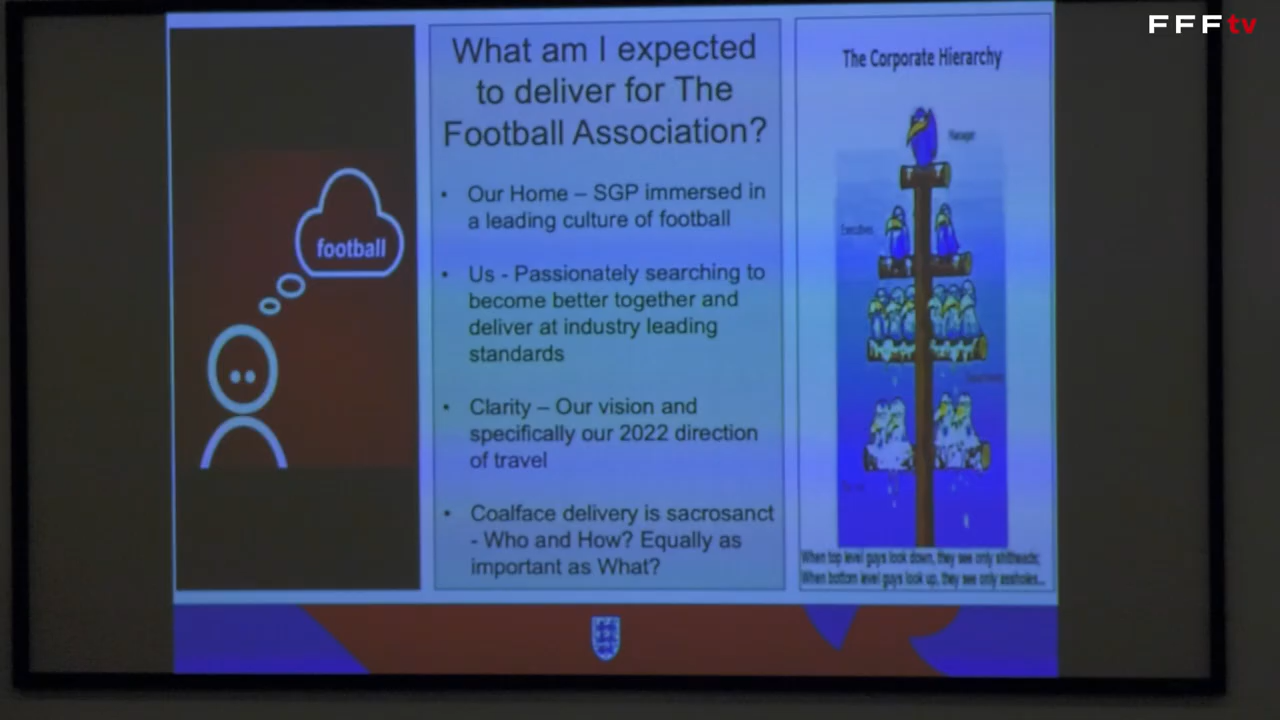 FFFtv
football
What am I expected
to deliver for The
Football Association?
• Our Home – SGP immersed in
a leading culture of football
• Us - Passionately searching to
become better together and
deliver at industry leading
standards
• Clarity – Our vision and
specifically our 2022 direction
of travel
• Coalface delivery is sacrosanct
- Who and How? Equally as
important as What?
The Corporate Hierarchy
Manager
Executives
When top level guys look down, they see only shitheads;
When bottom level guys look up, they see only assholes...